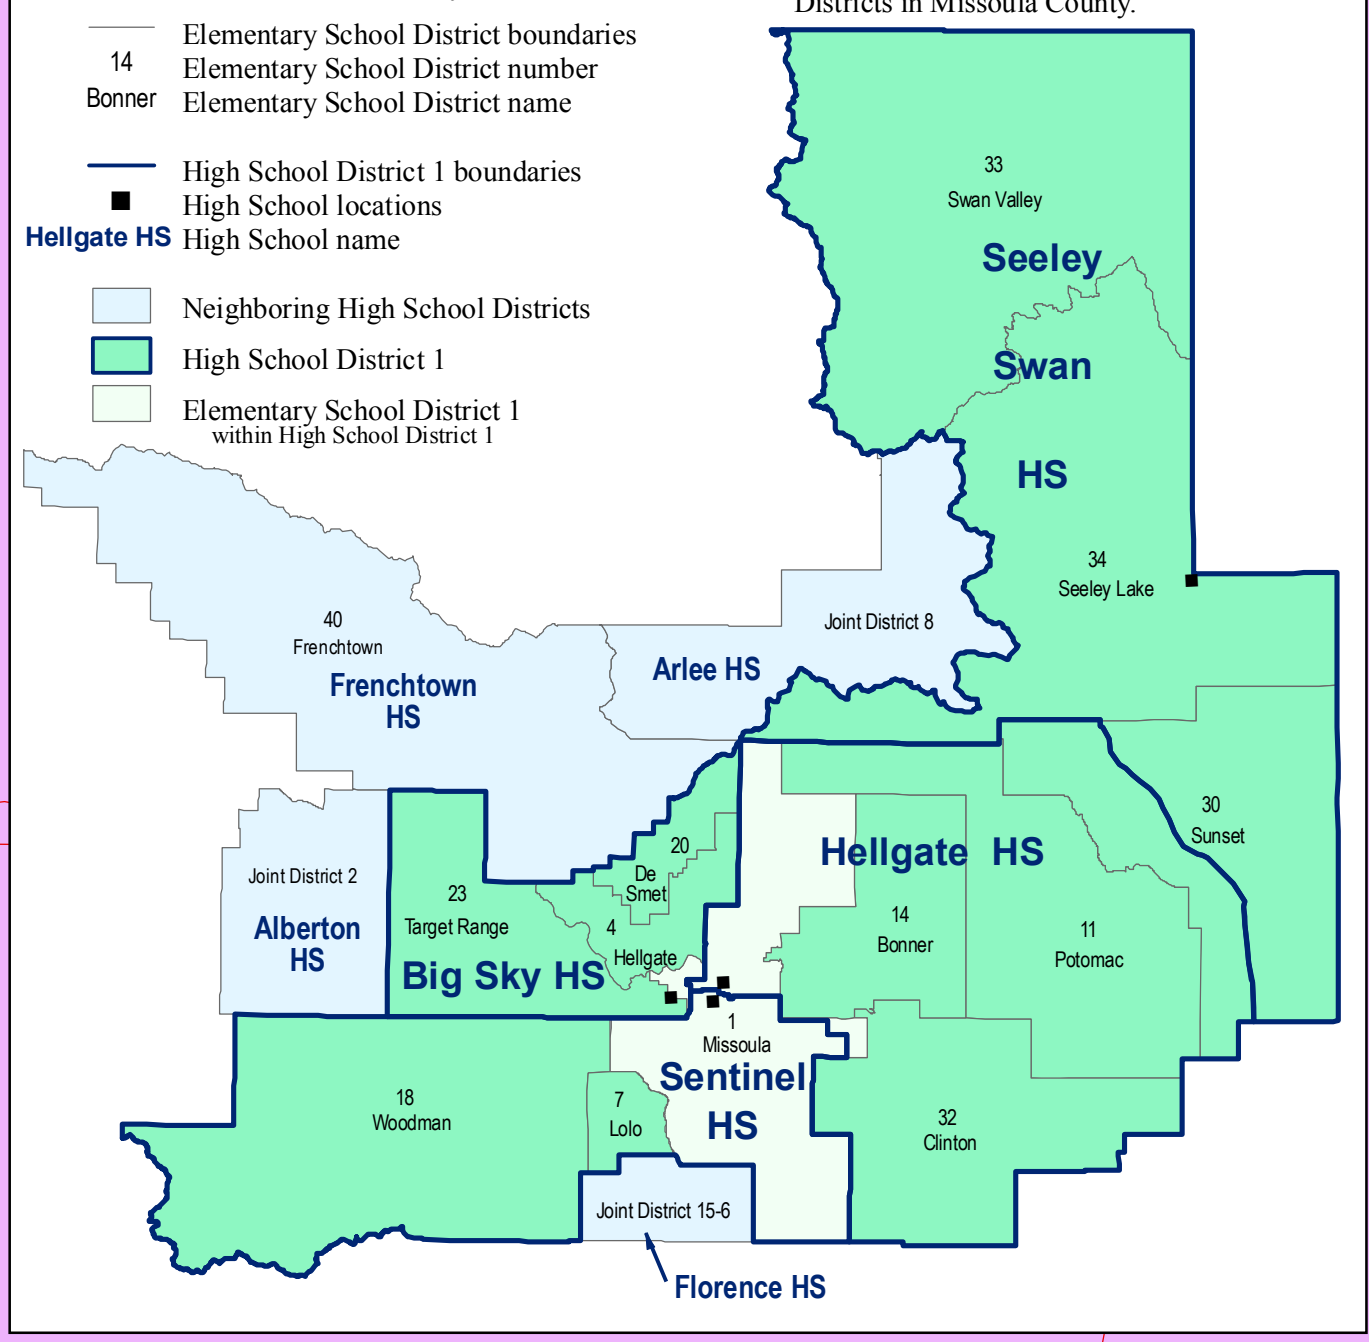 Districts in Missoula County.
Elementary School District boundaries
14
Elementary School District number
Bonner
Elementary School District name
High School District 1 boundaries
High School locations
Hellgate HS
High School name
Neighboring High School Districts
High School District 1
Elementary School District 1
within High School District 1
33
Swan Valley
Seeley
Swan
HS
34
Seeley Lake
40
Frenchtown
Frenchtown
HS
Arlee HS
Joint District 8
30
Sunset
Hellgate HS
20
De
Smet
Joint District 2
Alberton
HS
23
Target Range
4
Hellgate
Big Sky HS
14
Bonner
11
Potomac
1
Missoula
Sentinel
HS
18
Woodman
7
Lolo
32
Clinton
Joint District 15-6
Florence HS